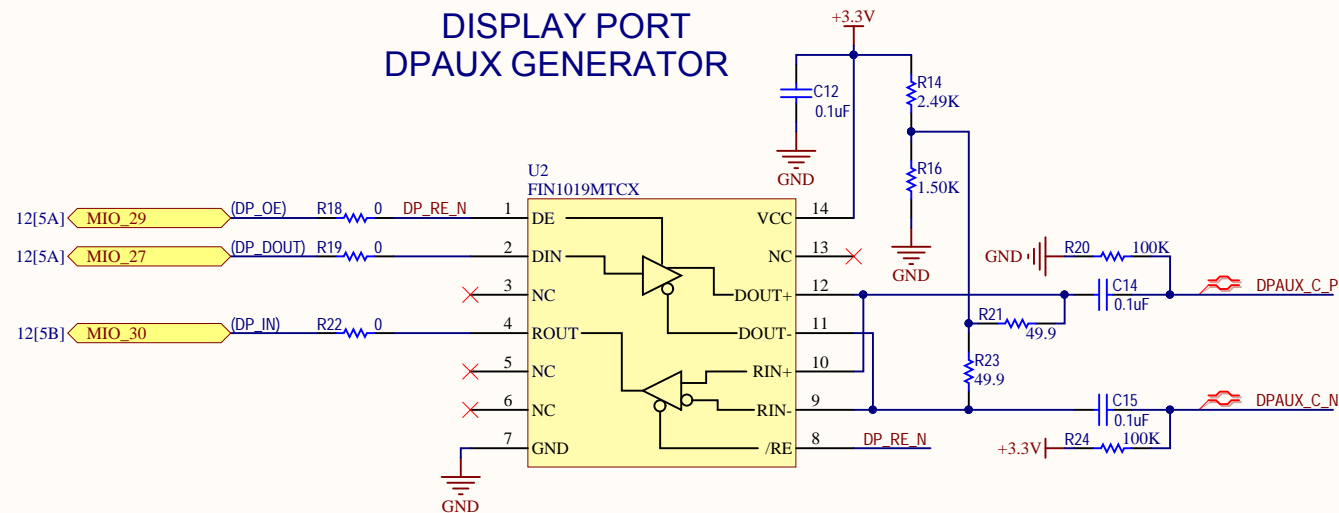 DISPLAY PORT
DPAUX GENERATOR
+3.3V
C12
0.1uF
GND
R14
2.49K
R16
1.50K
GND
U2
FIN1019MTCX
12[5A] MIO_29 (DP_OE) R18 0 DP_RE_N 1 DE
12[5A] MIO_27 (DP_DOUT) R19 0 2 DIN
3 NC
12[5B] MIO_30 (DP_IN) R22 0 4 ROUT
5 NC
6 NC
7 GND
GND
VCC 14
NC 13
DOUT+ 12
DOUT- 11
RIN+ 10
RIN- 9
/RE 8 DP_RE_N
GND R20 100K
C14
0.1uF
DPAUX_C_P
R21
49.9
R23
49.9
C15
0.1uF
DPAUX_C_N
+3.3V R24 100K